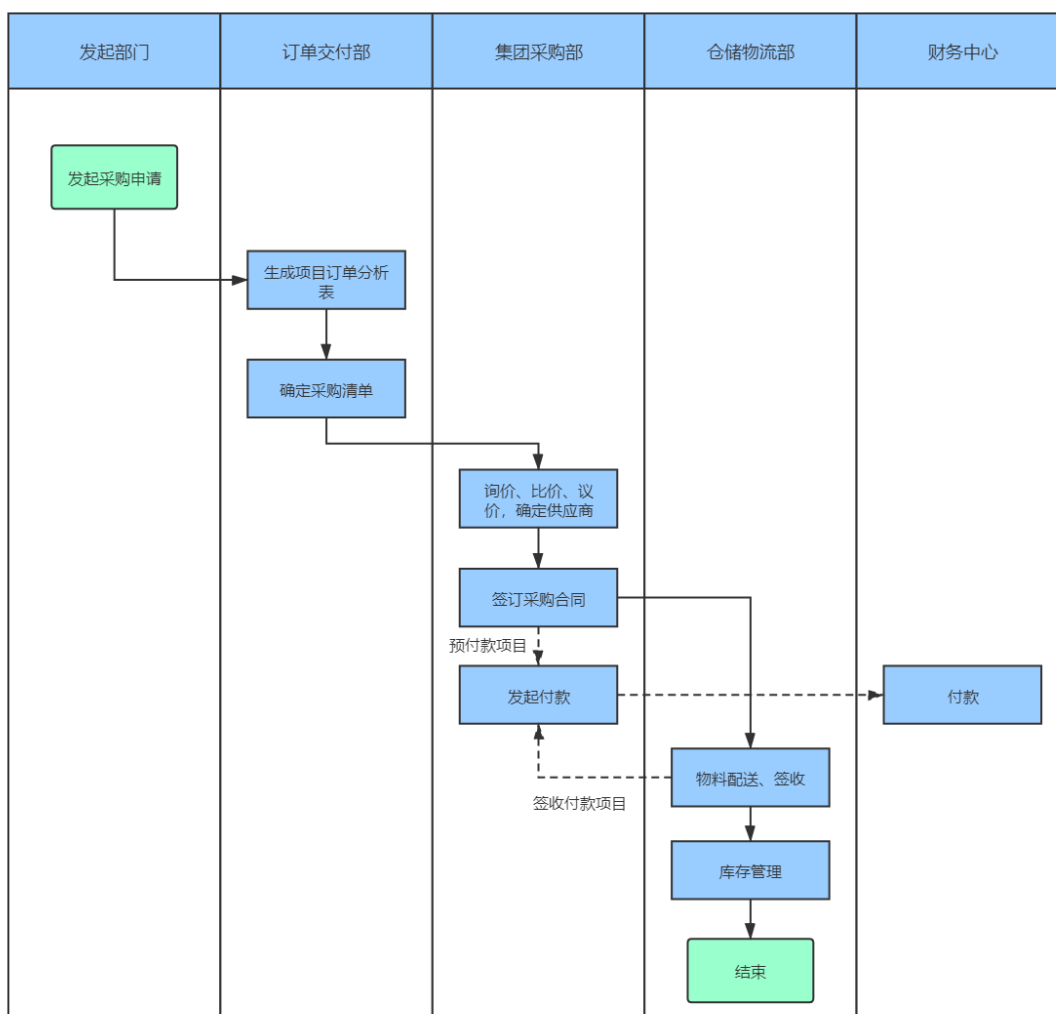 发起部门
订单交付部
集团采购部
仓储物流部
财务中心
发起采购申请
生成项目订单分析
表
确定采购清单
询价、比价、议
价，确定供应商
签订采购合同
预付款项目
发起付款
付款
物料配送、签收
签收付款项目
库存管理
结束